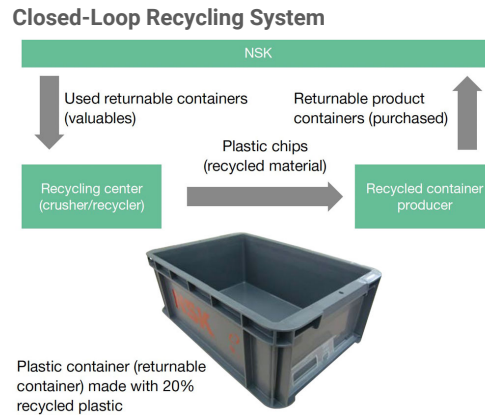 Closed-Loop Recycling System
NSK
Used returnable containers
(valuables)
Returnable product
containers (purchased)
Plastic chips
(recycled material)
Recycling center
(crusher/recycler)
Recycled container
producer
NSK
Plastic container (returnable
container) made with 20%
recycled plastic